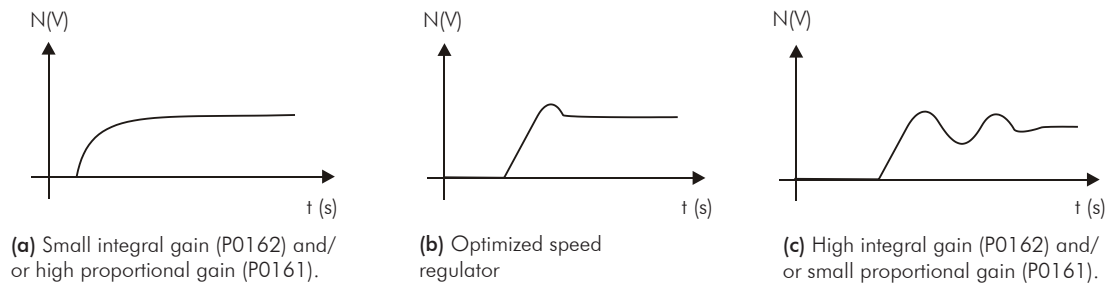 N(V)
N(V)
N(V)
t (s)
t (s)
t (s)
(a) Small integral gain (P0162) and/
or high proportional gain (P0161).
(b) Optimized speed
regulator
(c) High integral gain (P0162) and/
or small proportional gain (P0161).